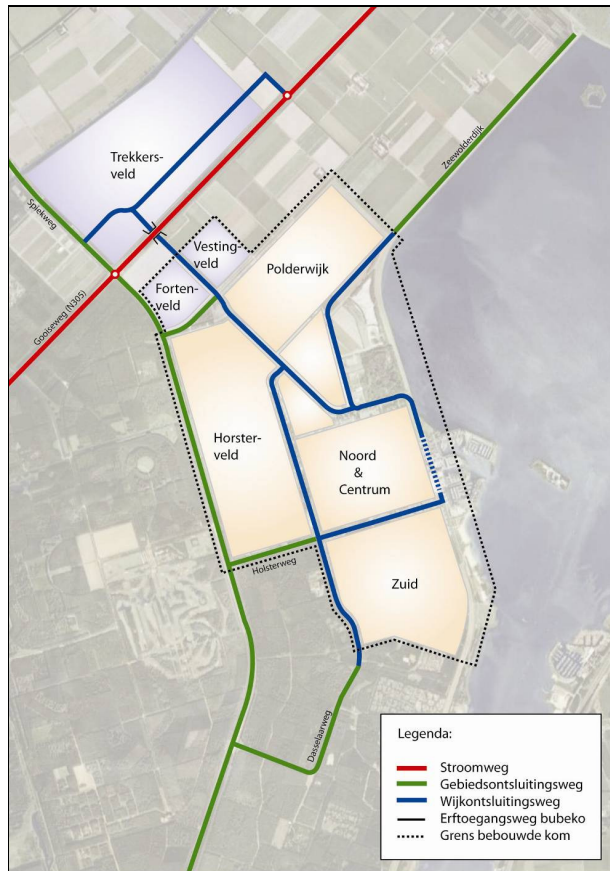 Zeewolderdijk
Trekkers-
veld
Spiekweg
Vesting
veld
Polderwijk
Forten-
veld
Gooiseweg (N305)
Horster-
veld
Noord
&
Centrum
Holsterweg
Zuid
Dasselaarweg
Legenda:
Stroomweg
Gebiedsontsluitingsweg
Wijkontsluitingsweg
Erftoegangsweg bubeko
Grens bebouwde kom